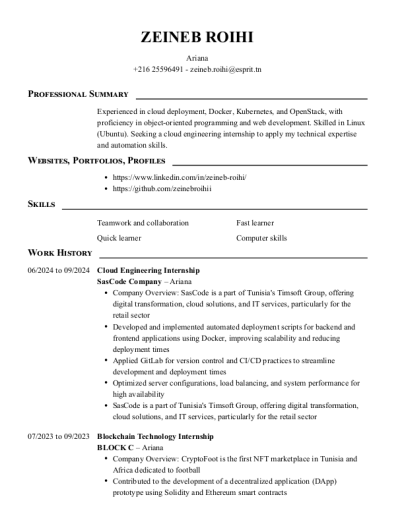 ZEINEB ROIHI
Ariana
+216 25596491 - zeineb.roihi@esprit.tn
Professional Summary
Experienced in cloud deployment, Docker, Kubernetes, and OpenStack, with
proficiency in object-oriented programming and web development. Skilled in Linux
(Ubuntu). Seeking a cloud engineering internship to apply my technical expertise
and automation skills.
Websites, Portfolios, Profiles
• https://www.linkedin.com/in/zeineb-roihi/
• https://github.com/zeinebroihii
Skills
Teamwork and collaboration Fast learner
Quick learner Computer skills
Work History
06/2024 to 09/2024 Cloud Engineering Internship
SasCode Company – Ariana
• Company Overview: SasCode is a part of Tunisia's Timsoft Group, offering
digital transformation, cloud solutions, and IT services, particularly for the
retail sector
• Developed and implemented automated deployment scripts for backend and
frontend applications using Docker, improving scalability and reducing
deployment times
• Applied GitLab for version control and CI/CD practices to streamline
development and deployment times
• Optimized server configurations, load balancing, and system performance for
high availability
• SasCode is a part of Tunisia's Timsoft Group, offering digital transformation,
cloud solutions, and IT services, particularly for the retail sector
07/2023 to 09/2023 Blockchain Technology Internship
BLOCK C – Ariana
• Company Overview: CryptoFoot is the first NFT marketplace in Tunisia and
Africa dedicated to football
• Contributed to the development of a decentralized application (DApp)
prototype using Solidity and Ethereum smart contracts